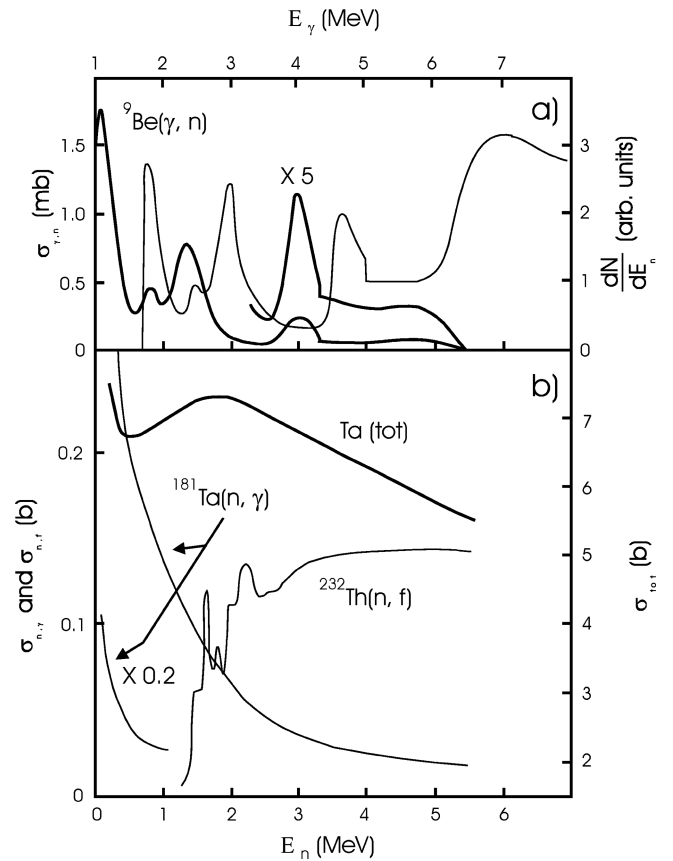 E γ (MeV)
1 2 3 4 5 6 7
⁹Be(γ, n)
a)
X 5
σ γ,n (mb)
1.5
1.0
0.5
0
3
2
1
0
dN
dE n
(arb. units)
b)
Ta (tot)
¹⁸¹Ta(n, γ)
²³²Th(n, f)
X 0.2
σ n,γ and σ n,f (b)
0.2
0.1
0
7
6
5
4
3
2
σ tot (b)
0 1 2 3 4 5 6
E n (MeV)